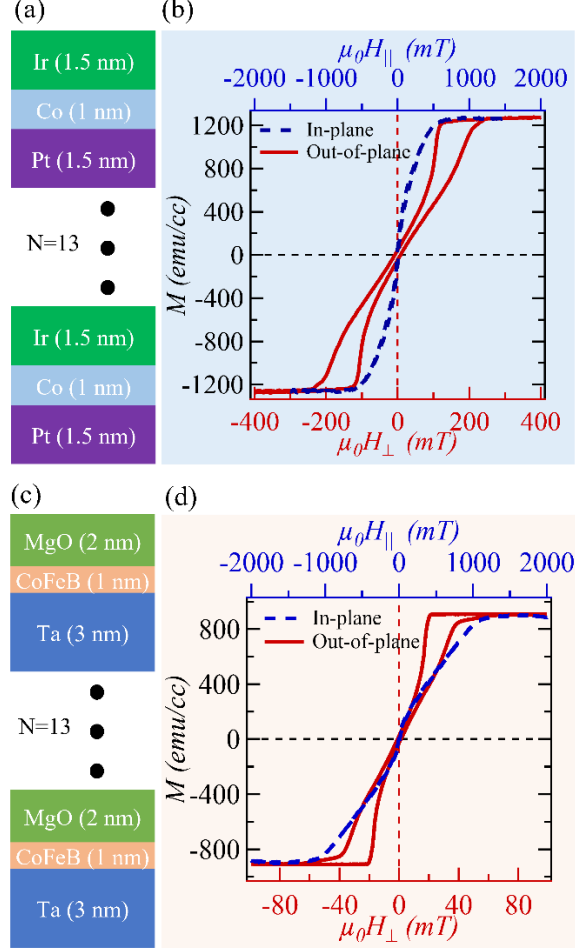 (a)
Ir (1.5 nm)
Co (1 nm)
Pt (1.5 nm)
N=13
Ir (1.5 nm)
Co (1 nm)
Pt (1.5 nm)
(b)
μ₀H|| (mT)
-2000 -1000 0 1000 2000
1200
800
400
0
-400
-800
-1200
M (emu/cc)
In-plane
Out-of-plane
-400 -200 0 200 400
μ₀H⊥ (mT)
(c)
MgO (2 nm)
CoFeB (1 nm)
Ta (3 nm)
N=13
MgO (2 nm)
CoFeB (1 nm)
Ta (3 nm)
(d)
μ₀H|| (mT)
-2000 -1000 0 1000 2000
800
400
0
-400
-800
M (emu/cc)
In-plane
Out-of-plane
-80 -40 0 40 80
μ₀H⊥ (mT)